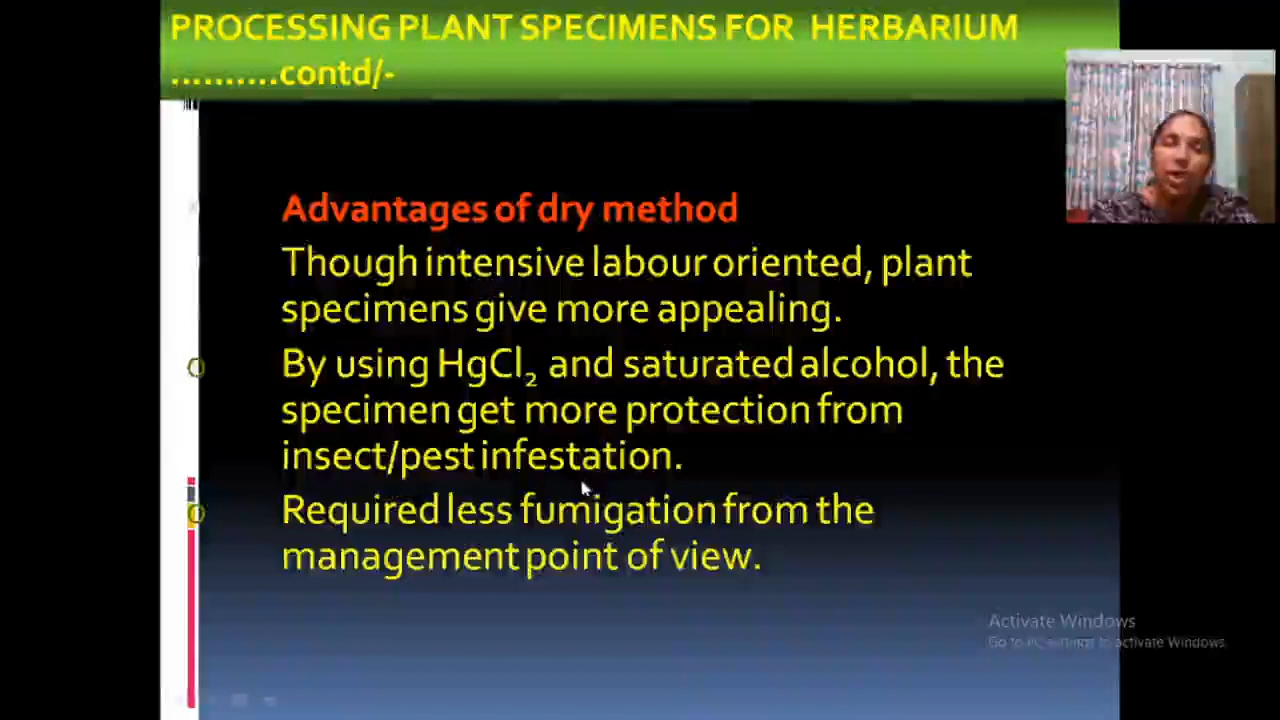 PROCESSING PLANT SPECIMENS FOR HERBARIUM
..........contd/-
Advantages of dry method
Though intensive labour oriented, plant
specimens give more appealing.
By using HgCl₂ and saturated alcohol, the
specimen get more protection from
insect/pest infestation.
Required less fumigation from the
management point of view.
Activate Windows
Go to PC settings to activate Windows.